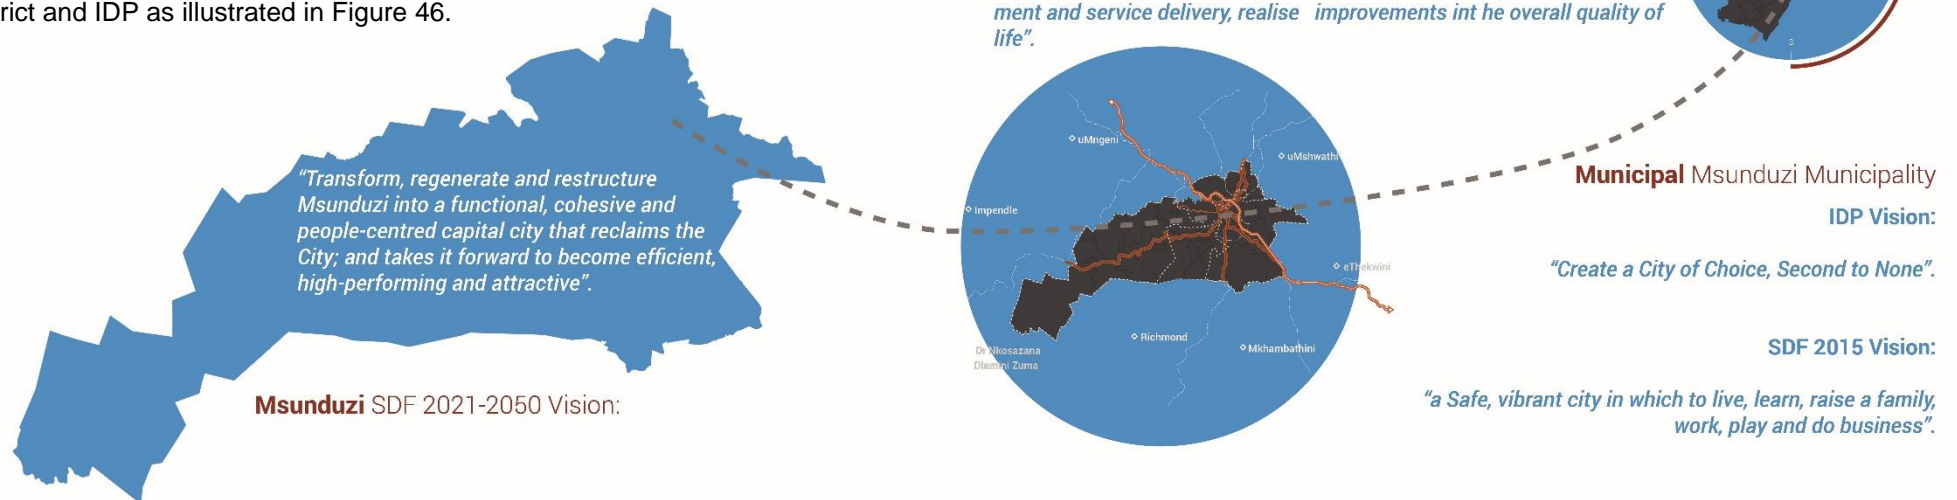 rict and IDP as illustrated in Figure 46.
"Transform, regenerate and restructure
Msunduzi into a functional, cohesive and
people-centred capital city that reclaims the
City; and takes it forward to become efficient,
high-performing and attractive".
Msunduzi SDF 2021-2050 Vision:
ment and service delivery, realise improvements int he overall quality of
life".
3
uMngeni
uMshwathi
Impendle
eThekwini
Richmond
Mkhambathini
Dr Nkosazana
Dlamini Zuma
Municipal Msunduzi Municipality
IDP Vision:
"Create a City of Choice, Second to None".
SDF 2015 Vision:
"a Safe, vibrant city in which to live, learn, raise a family,
work, play and do business".